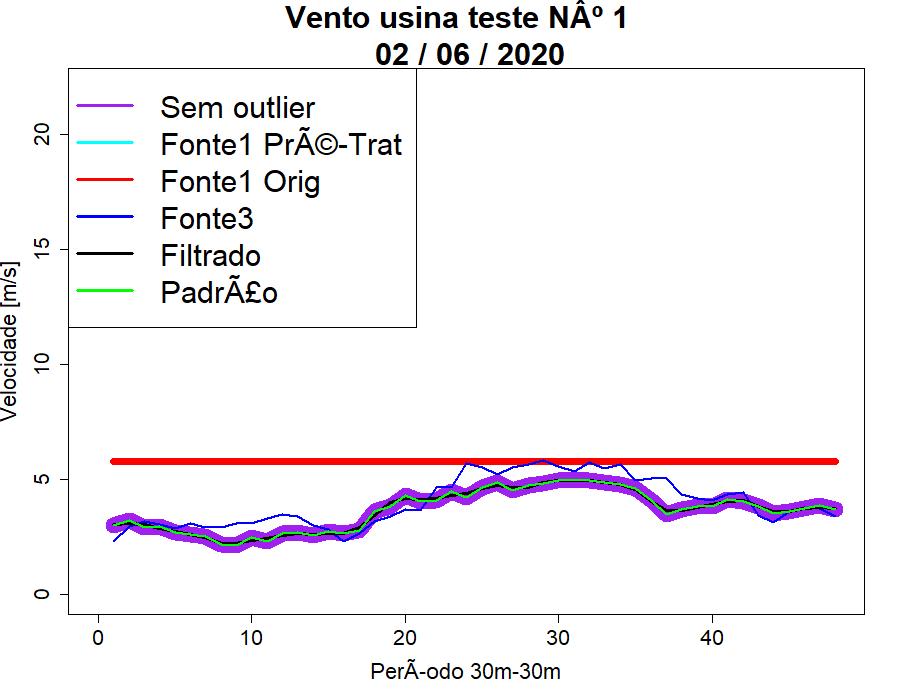 Vento usina teste NÂº 1
02 / 06 / 2020
Sem outlier
Fonte1 PrÃ©-Trat
Fonte1 Orig
Fonte3
Filtrado
PadrÃ£o
Velocidade [m/s]
20
15
10
5
0
0 10 20 30 40
PerÃ-odo 30m-30m